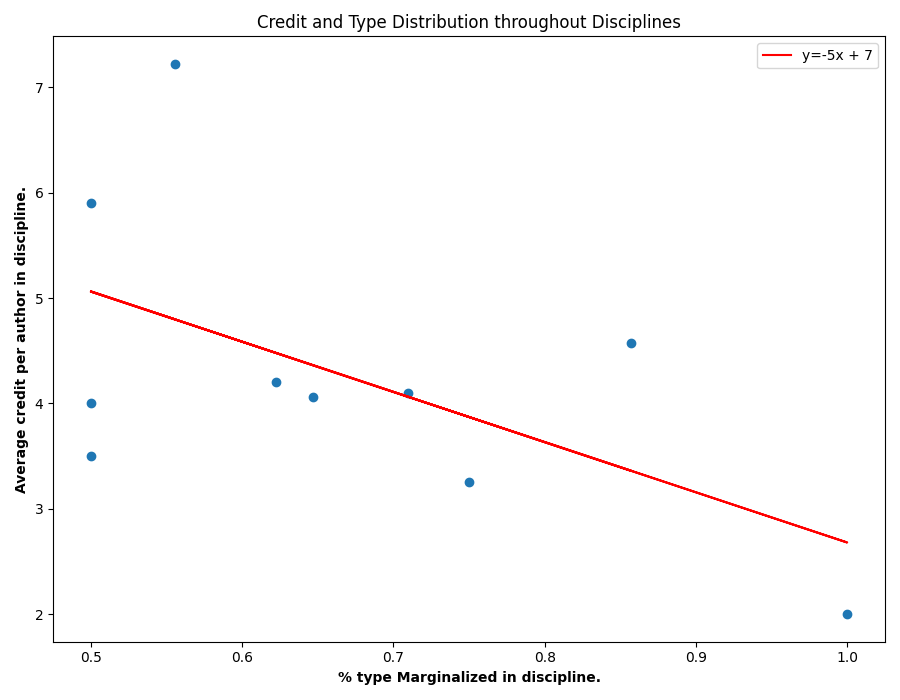 Credit and Type Distribution throughout Disciplines
y=-5x + 7
Average credit per author in discipline.
7
6
5
4
3
2
0.5 0.6 0.7 0.8 0.9 1.0
% type Marginalized in discipline.